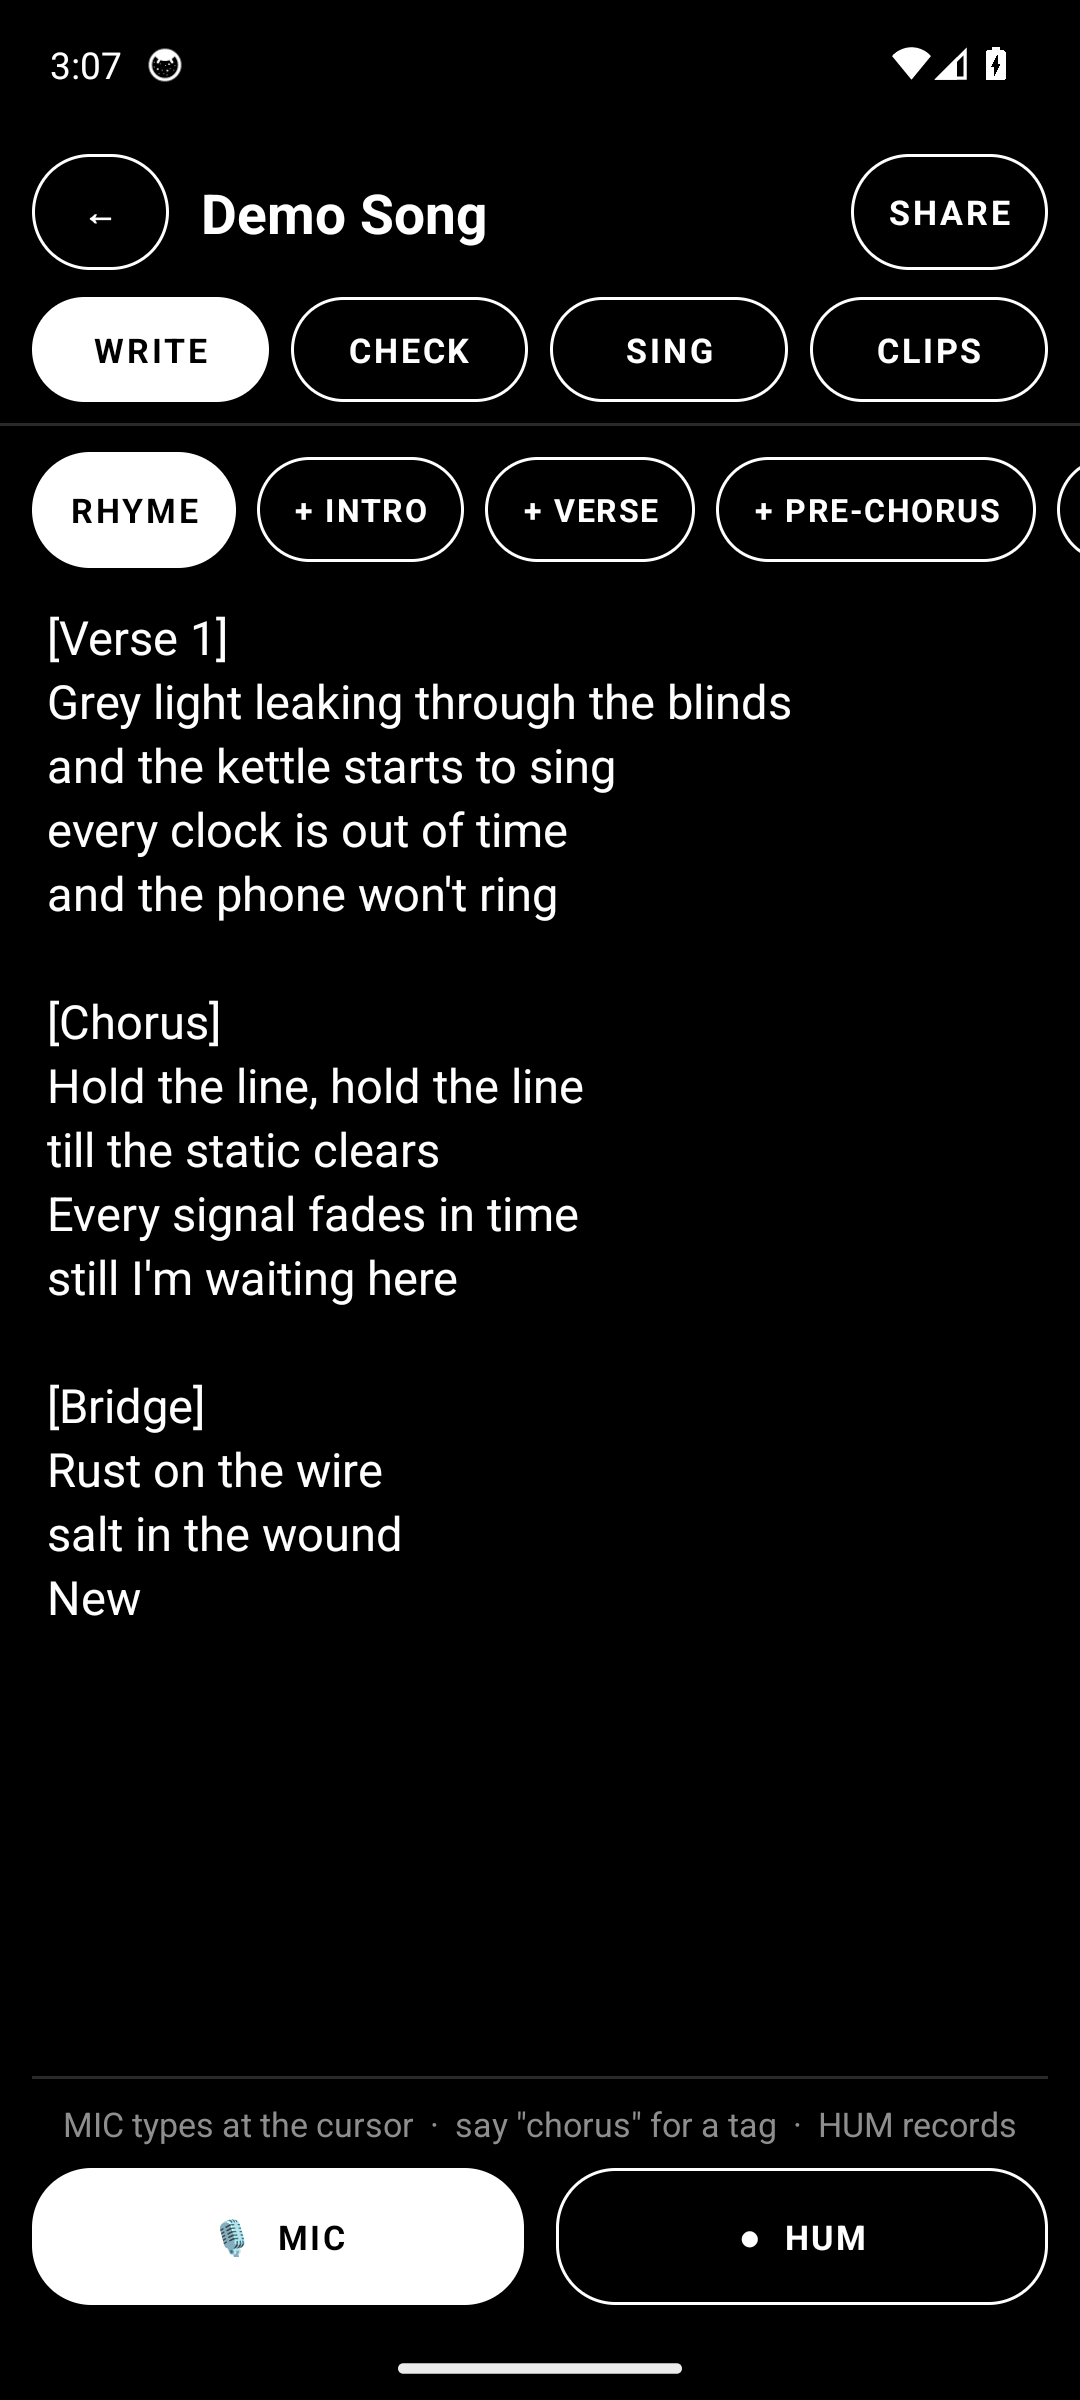 3:07
← Demo Song SHARE
WRITE CHECK SING CLIPS
RHYME + INTRO + VERSE + PRE-CHORUS
[Verse 1]
Grey light leaking through the blinds
and the kettle starts to sing
every clock is out of time
and the phone won't ring
[Chorus]
Hold the line, hold the line
till the static clears
Every signal fades in time
still I'm waiting here
[Bridge]
Rust on the wire
salt in the wound
New
MIC types at the cursor · say "chorus" for a tag · HUM records
MIC HUM